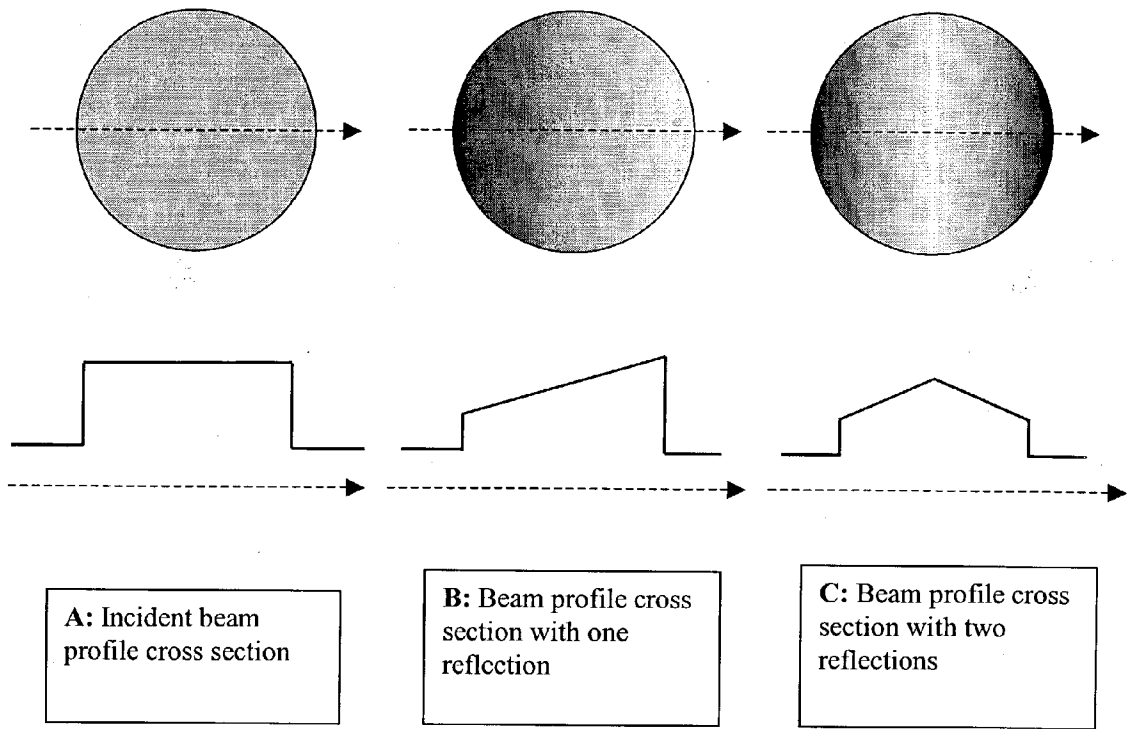 A: Incident beam
profile cross section
B: Beam profile cross
section with one
reflection
C: Beam profile cross
section with two
reflections